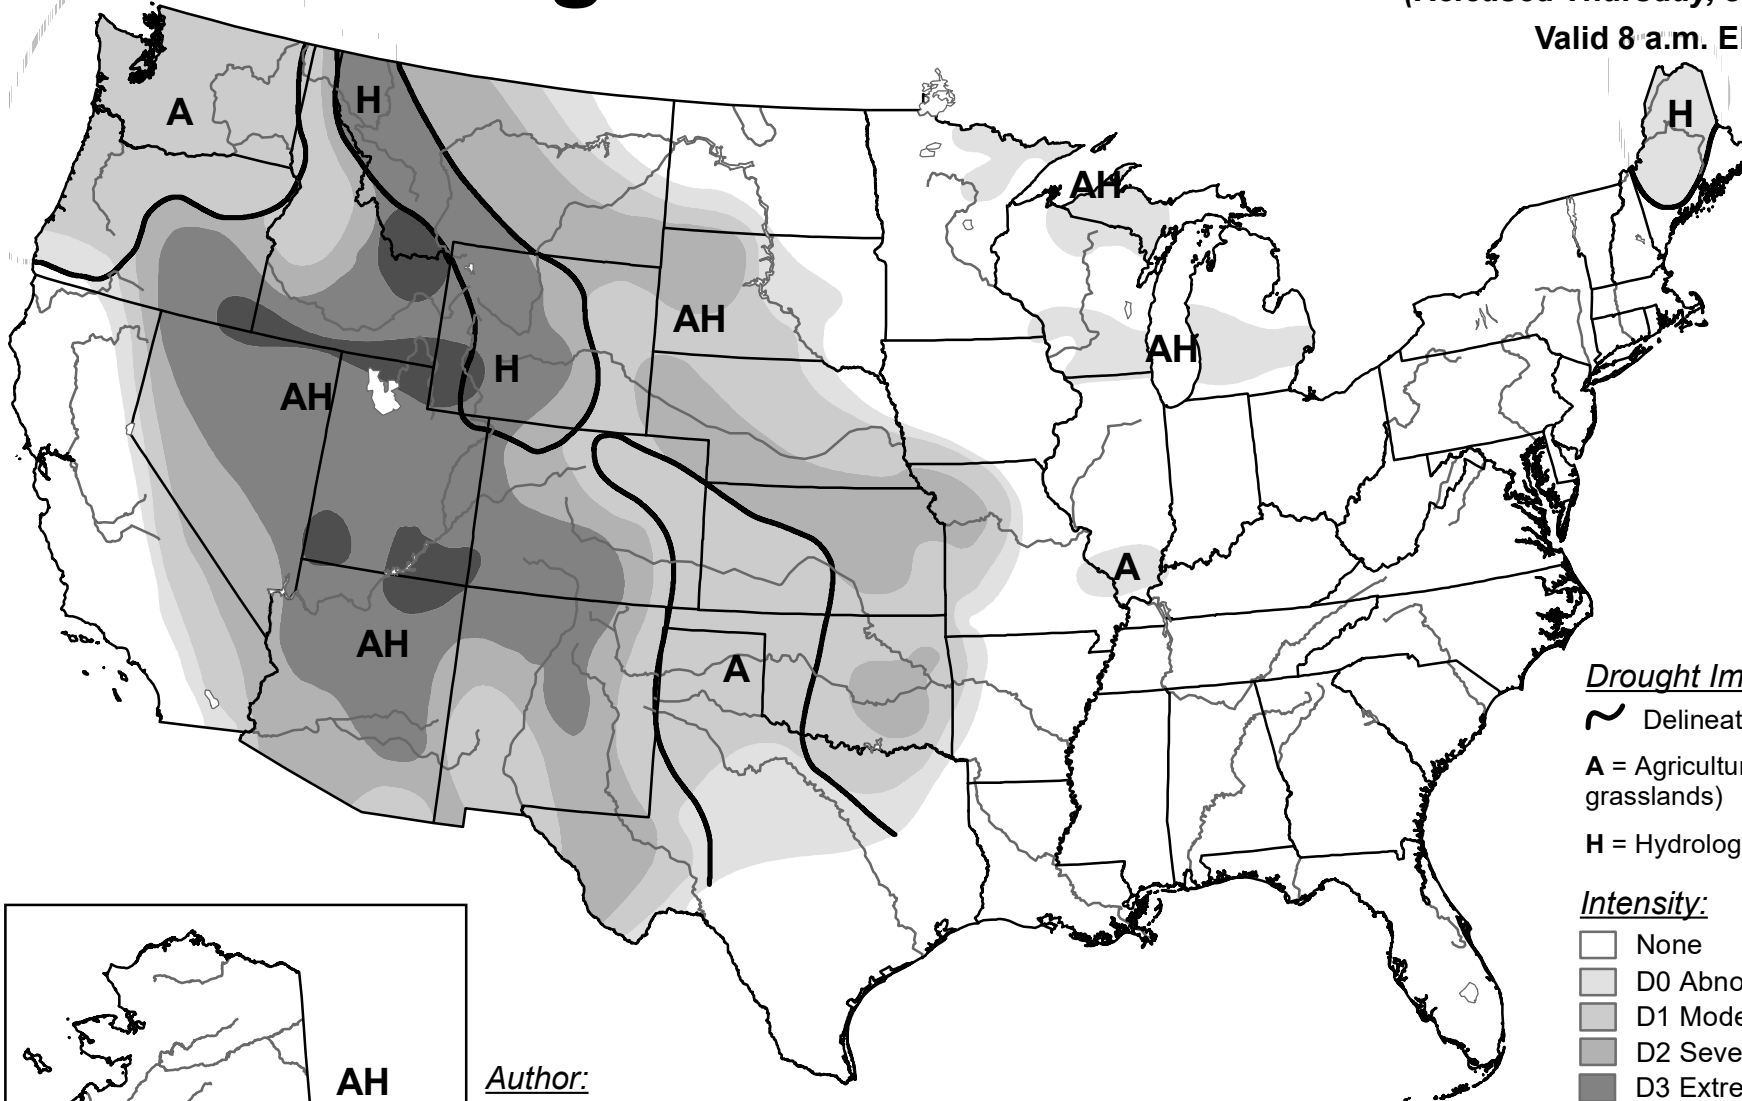 Valid 8 a.m. E
A
H
H
AH
AH
AH
H
AH
A
AH
A
Drought Im
Delineat
A = Agricultur
grasslands)
H = Hydrolog
Intensity:
None
D0 Abno
D1 Mode
D2 Seve
D3 Extre
AH
Author: